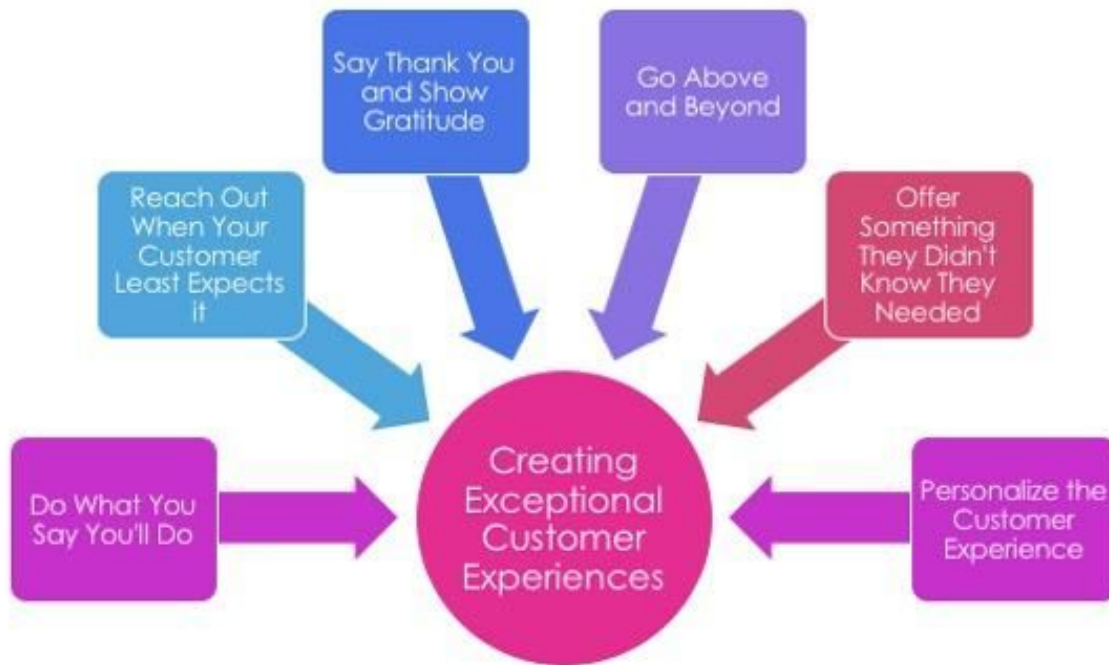 Say Thank You
and Show
Gratitude
Go Above
and Beyond
Reach Out
When Your
Customer
Least Expects
it
Offer
Something
They Didn't
Know They
Needed
Do What You
Say You'll Do
Creating
Exceptional
Customer
Experiences
Personalize the
Customer
Experience